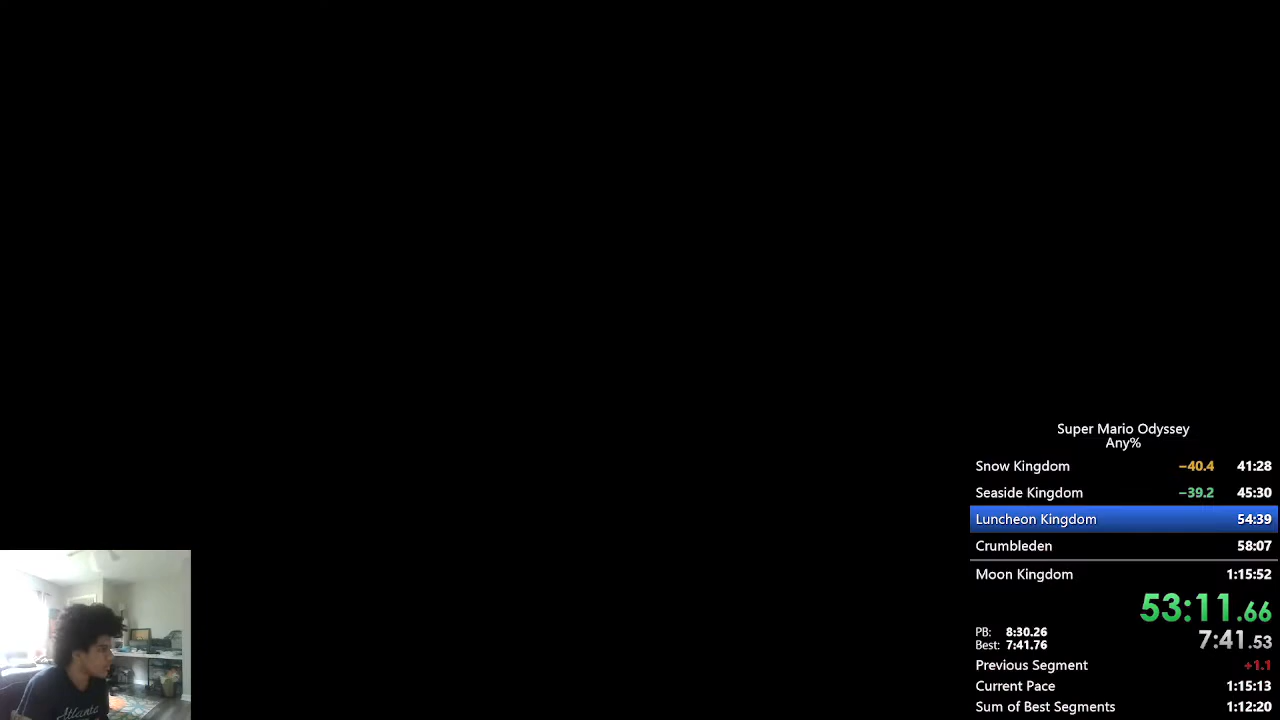 Super Mario Odyssey
Any%
Snow Kingdom −40.4 41:28
Seaside Kingdom −39.2 45:30
Luncheon Kingdom 54:39
Crumbleden 58:07
Moon Kingdom 1:15:52
53:11.66
PB: 8:30.26
Best: 7:41.76
7:41.53
Previous Segment +1.1
Current Pace 1:15:13
Sum of Best Segments 1:12:20
Atlanta